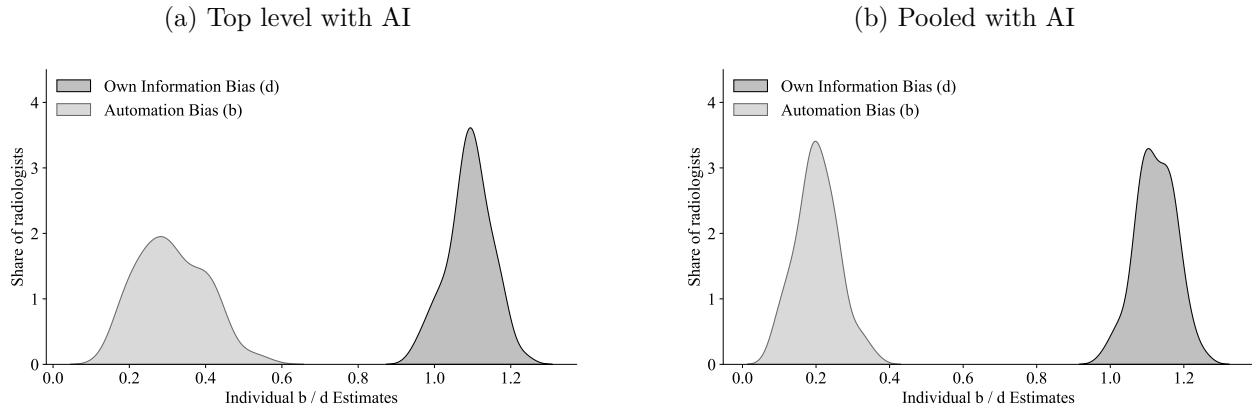 (a) Top level with AI
Own Information Bias (d)
Automation Bias (b)
Share of radiologists
4
3
2
1
0
0.0 0.2 0.4 0.6 0.8 1.0 1.2
Individual b / d Estimates
(b) Pooled with AI
Own Information Bias (d)
Automation Bias (b)
Share of radiologists
4
3
2
1
0
0.0 0.2 0.4 0.6 0.8 1.0 1.2
Individual b / d Estimates